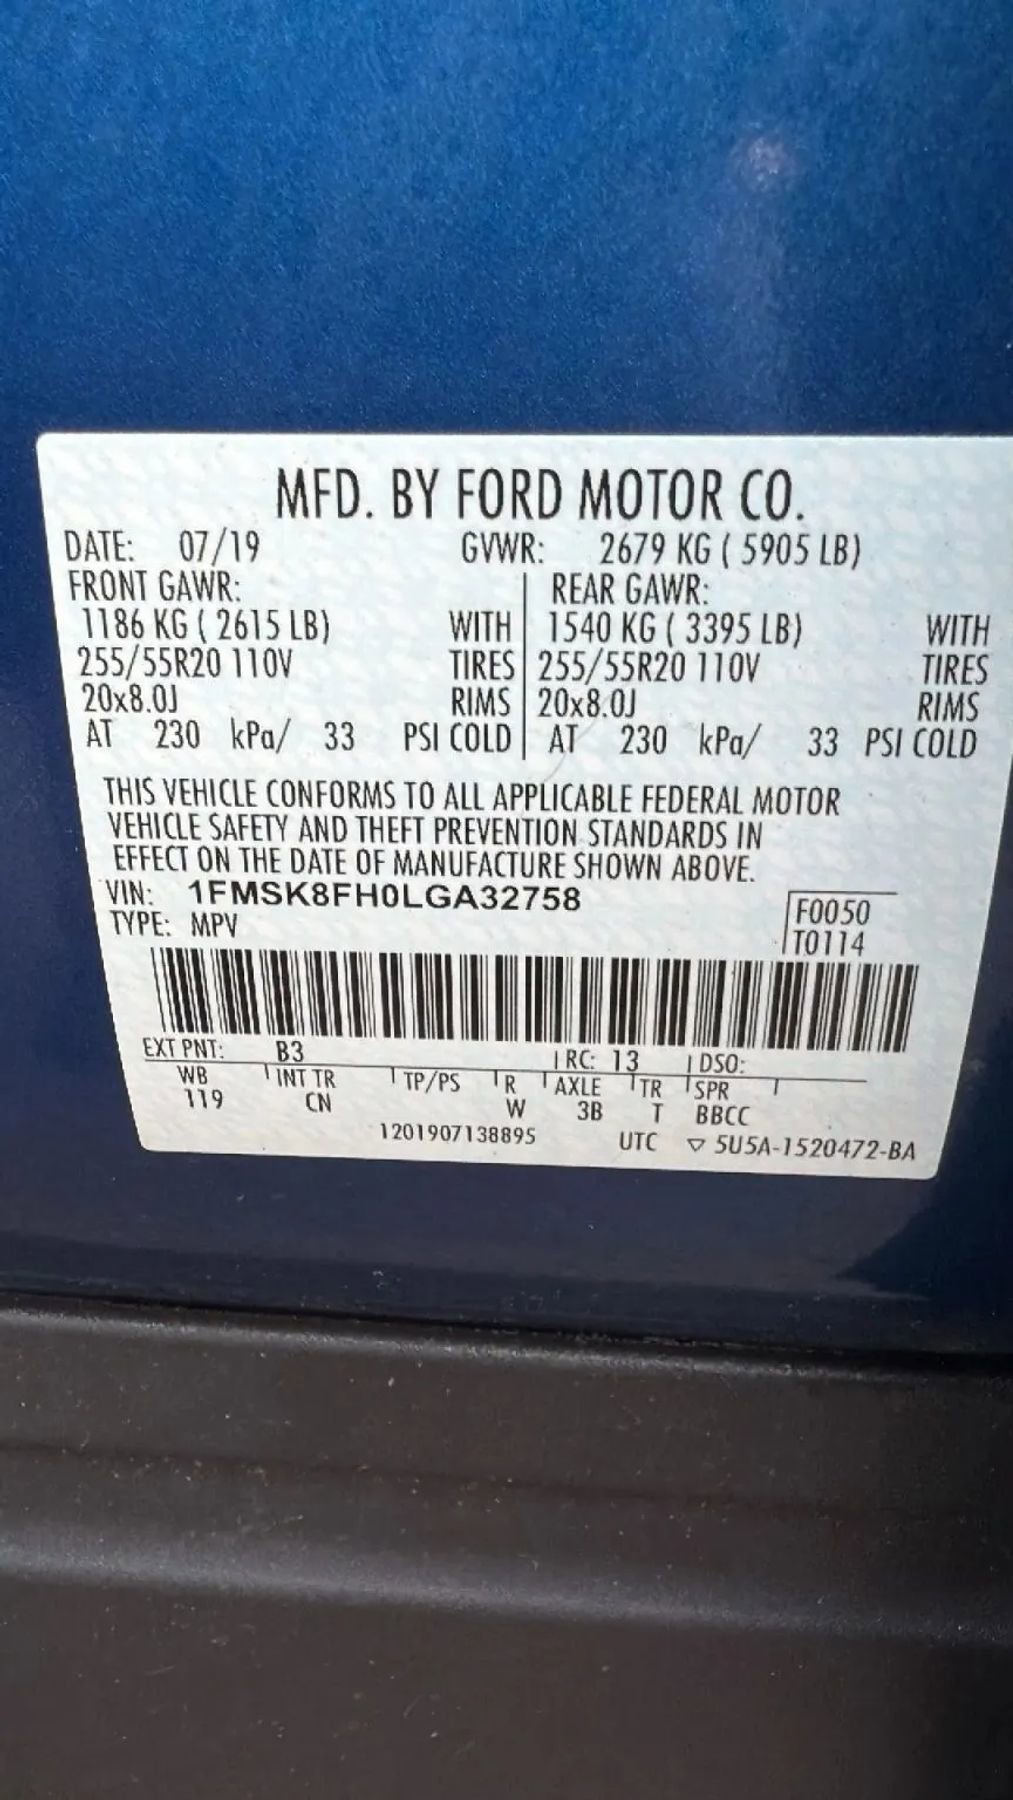 MFD. BY FORD MOTOR CO.
DATE: 07/19 GVWR: 2679 KG ( 5905 LB)
FRONT GAWR: REAR GAWR:
1186 KG ( 2615 LB) WITH 1540 KG ( 3395 LB) WITH
255/55R20 110V TIRES 255/55R20 110V TIRES
20x8.0J RIMS 20x8.0J RIMS
AT 230 kPa/ 33 PSI COLD AT 230 kPa/ 33 PSI COLD
THIS VEHICLE CONFORMS TO ALL APPLICABLE FEDERAL MOTOR
VEHICLE SAFETY AND THEFT PREVENTION STANDARDS IN
EFFECT ON THE DATE OF MANUFACTURE SHOWN ABOVE.
VIN: 1FMSK8FH0LGA32758 F0050
TYPE: MPV T0114
EXT PNT: B3 RC: 13 DSO:
WB INT TR TP/PS R AXLE TR SPR
119 CN W 3B T BBCC
1201907138895 UTC ▽ 5U5A-1520472-BA